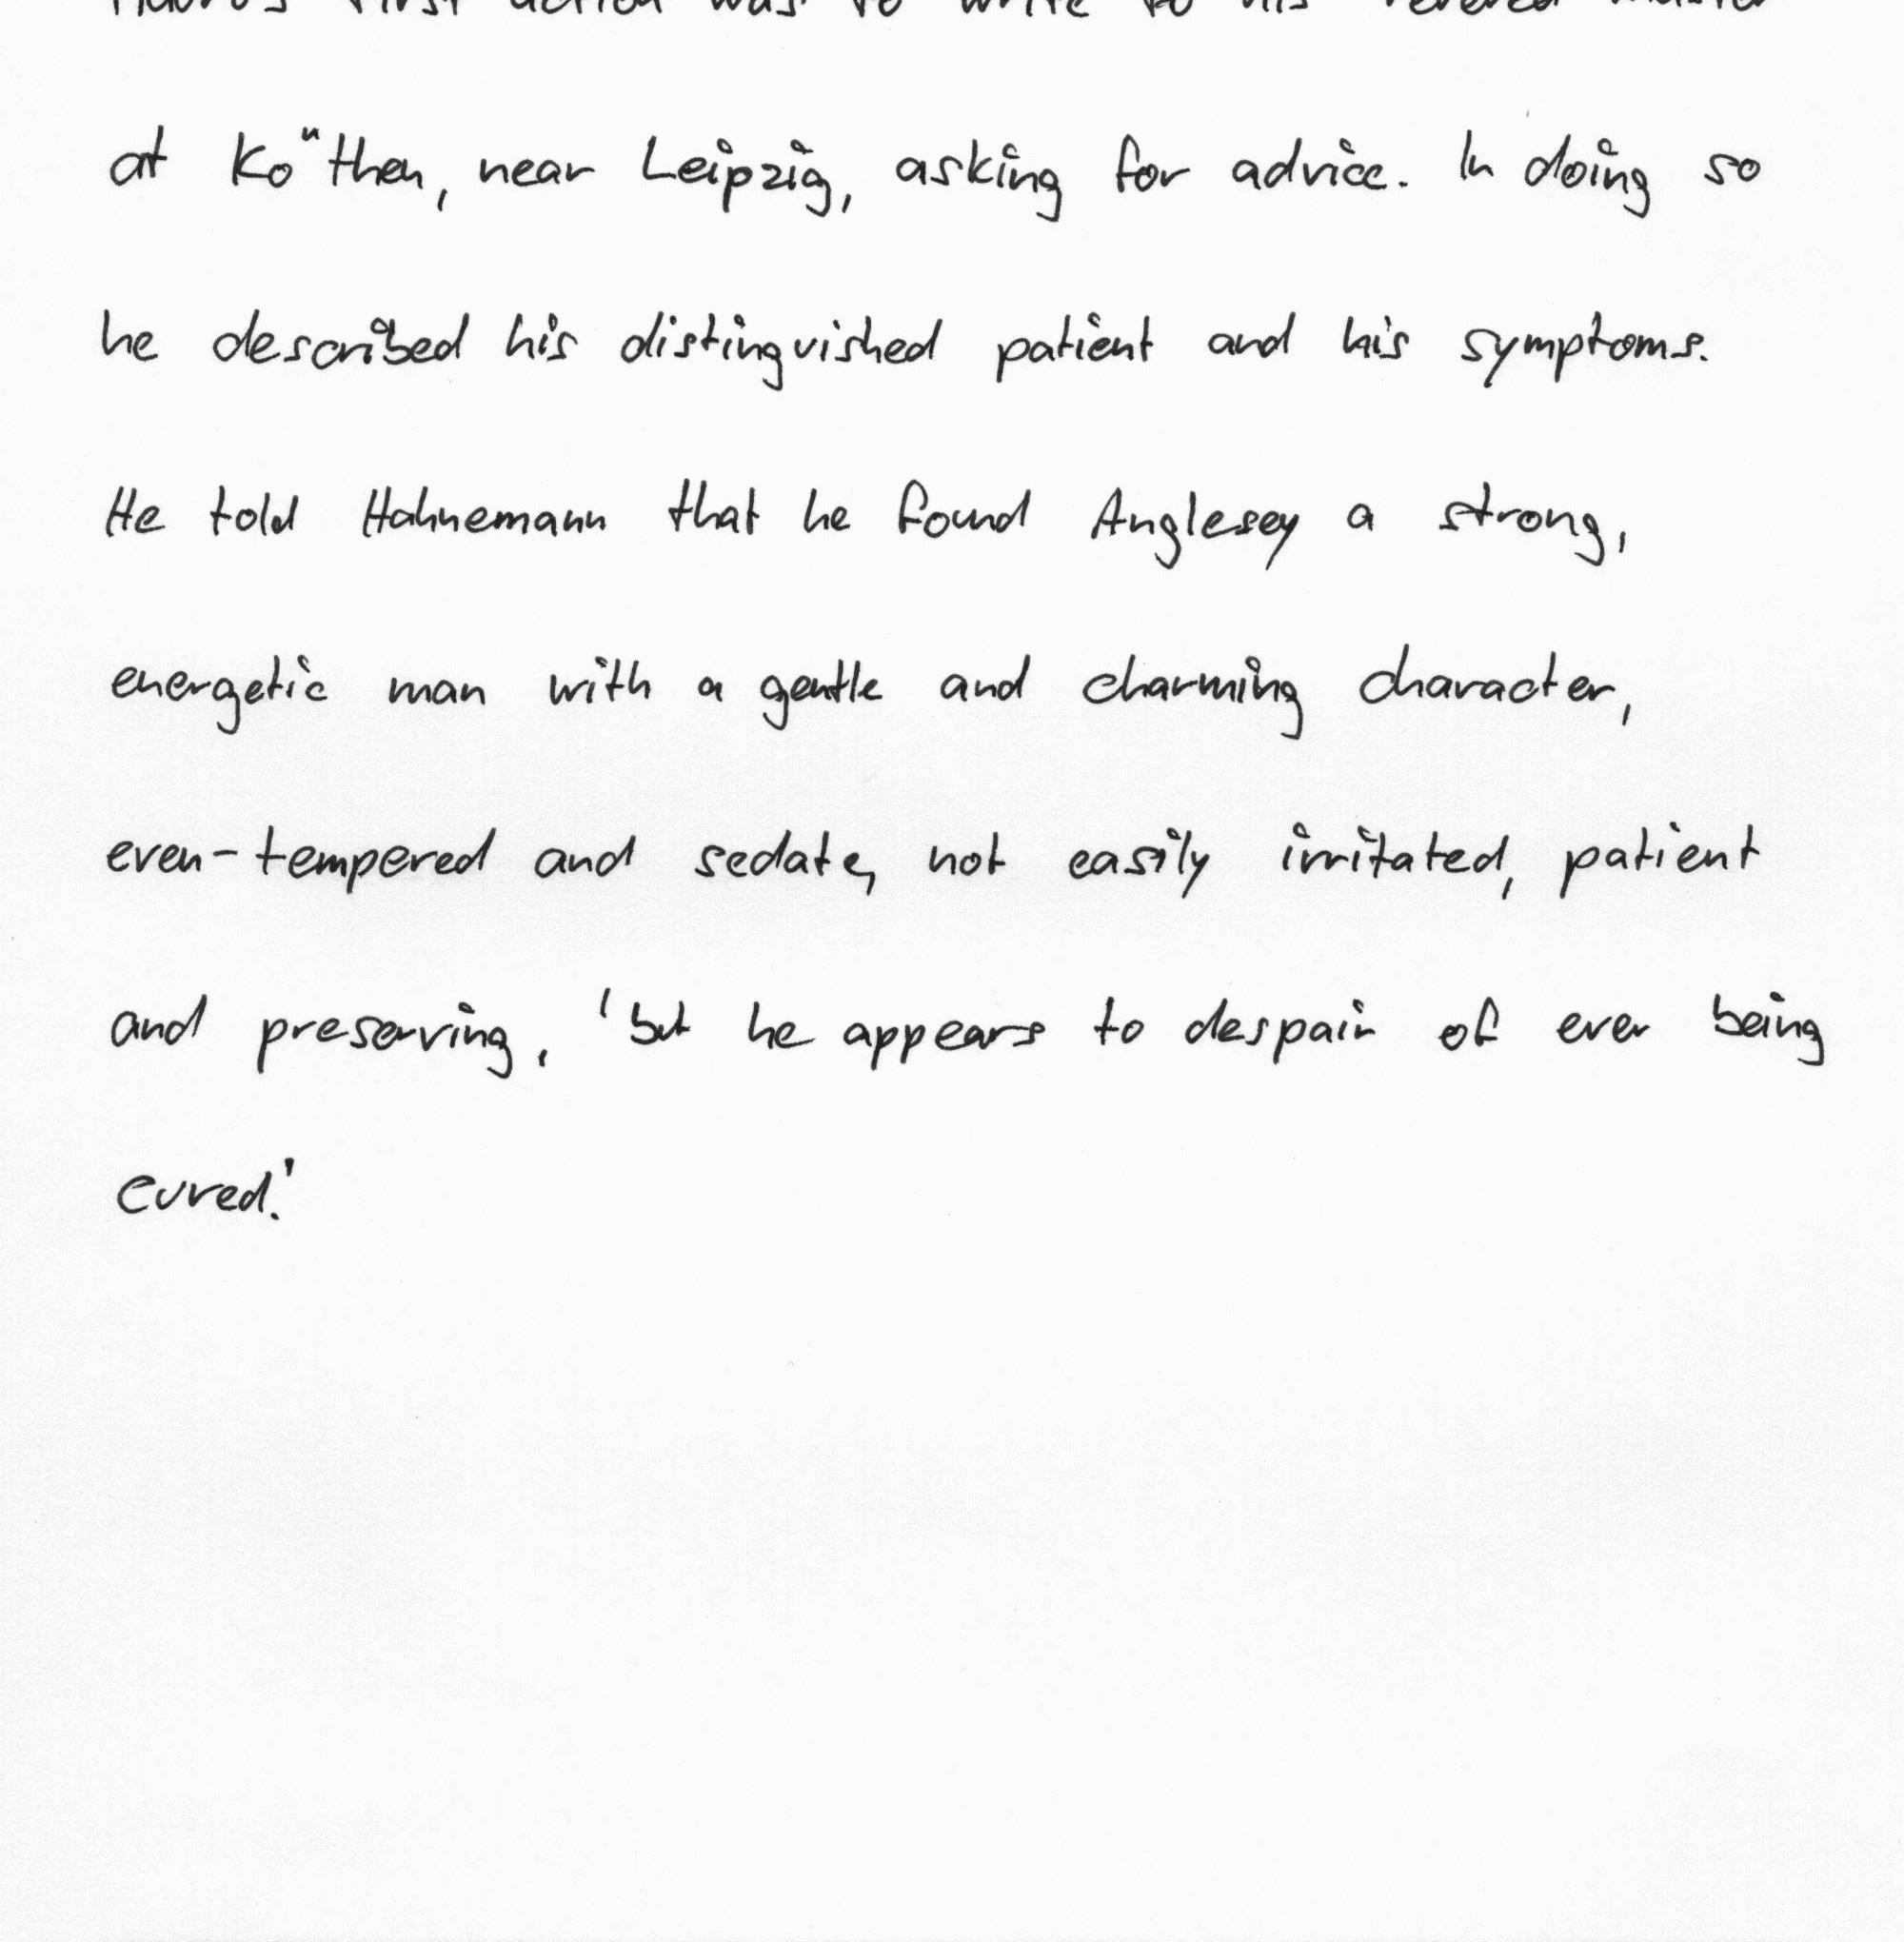 first action was to write to his revered master
at Ko"then, near Leipzig, asking for advice. In doing so
he described his distinguished patient and his symptoms.
He told Hahnemann that he found Anglesey a strong,
energetic man with a gentle and charming character,
even-tempered and sedate, not easily irritated, patient
and preserving, 'but he appears to despair of ever being
cured.'